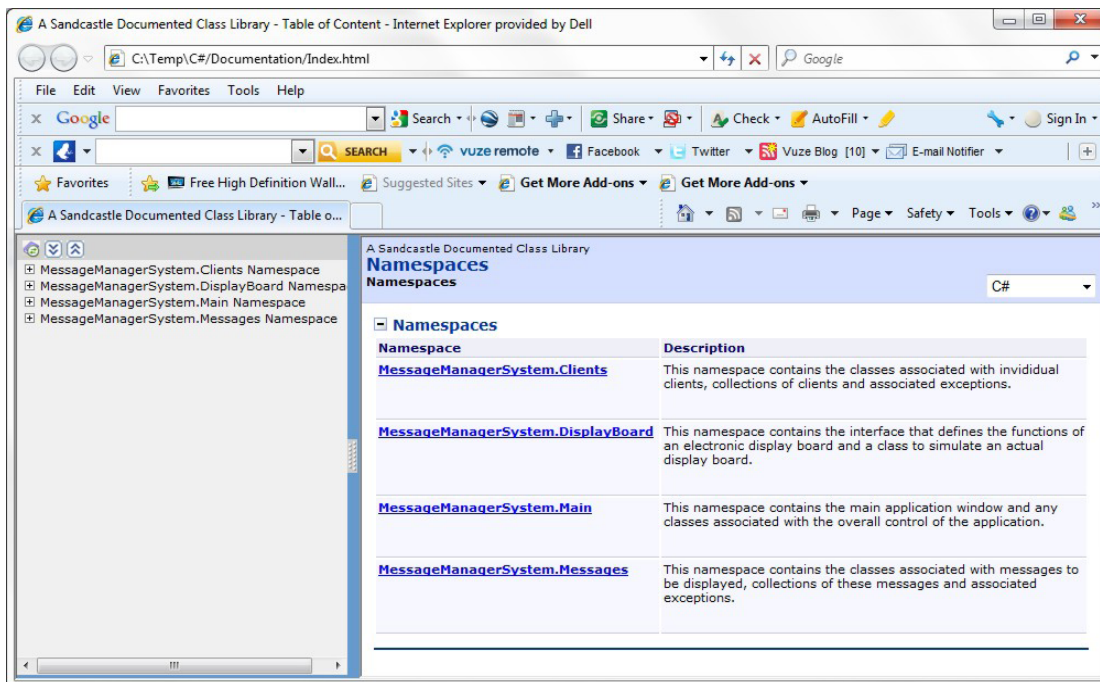 A Sandcastle Documented Class Library - Table of Content - Internet Explorer provided by Dell
C:\Temp\C#/Documentation/Index.html
Google
File Edit View Favorites Tools Help
x Google Search Share Check AutoFill Sign In
x SEARCH vuze remote Facebook Twitter Vuze Blog [10] E-mail Notifier
Favorites Free High Definition Wall... Suggested Sites Get More Add-ons Get More Add-ons
A Sandcastle Documented Class Library - Table o... Page Safety Tools »
MessageManagerSystem.Clients Namespace
MessageManagerSystem.DisplayBoard Namespa
MessageManagerSystem.Main Namespace
MessageManagerSystem.Messages Namespace
A Sandcastle Documented Class Library
Namespaces
Namespaces
C#
Namespaces
Namespace Description
MessageManagerSystem.Clients This namespace contains the classes associated with invididual
clients, collections of clients and associated exceptions.
MessageManagerSystem.DisplayBoard This namespace contains the interface that defines the functions of
an electronic display board and a class to simulate an actual
display board.
MessageManagerSystem.Main This namespace contains the main application window and any
classes associated with the overall control of the application.
MessageManagerSystem.Messages This namespace contains the classes associated with messages to
be displayed, collections of these messages and associated
exceptions.